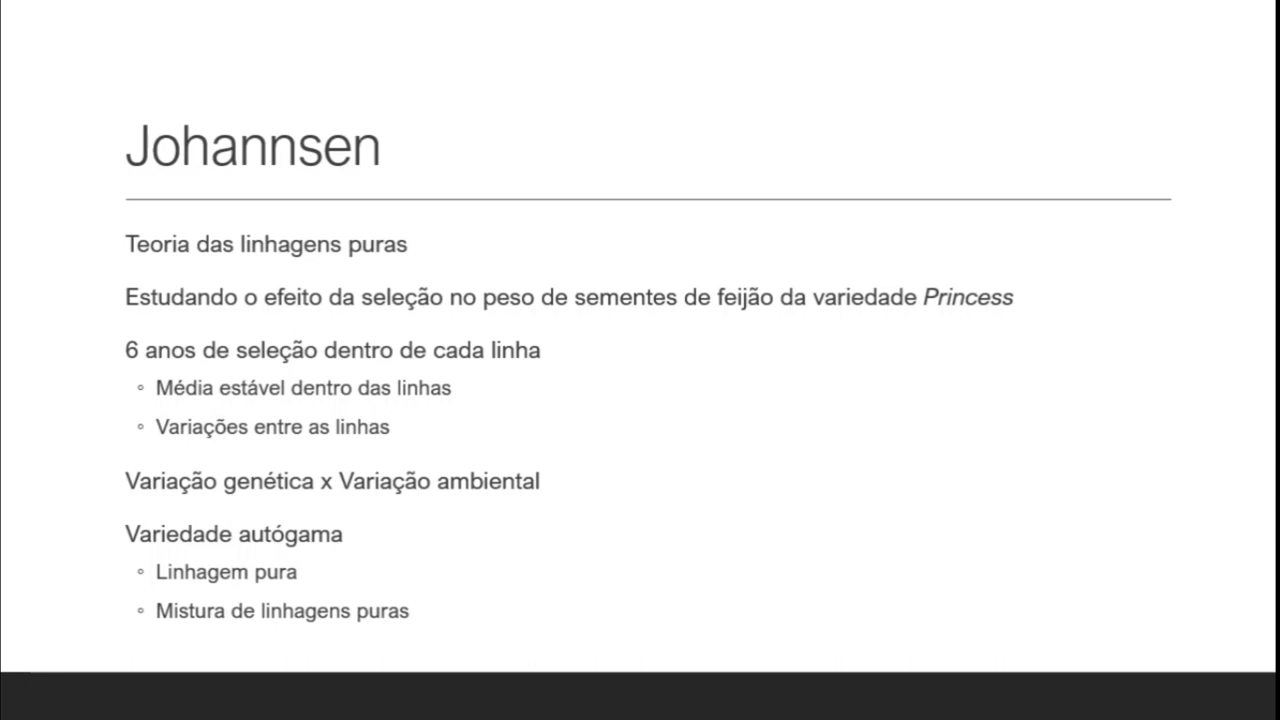 Johannsen
Teoria das linhagens puras
Estudando o efeito da seleção no peso de sementes de feijão da variedade Princess
6 anos de seleção dentro de cada linha
◦ Média estável dentro das linhas
◦ Variações entre as linhas
Variação genética x Variação ambiental
Variedade autógama
◦ Linhagem pura
◦ Mistura de linhagens puras